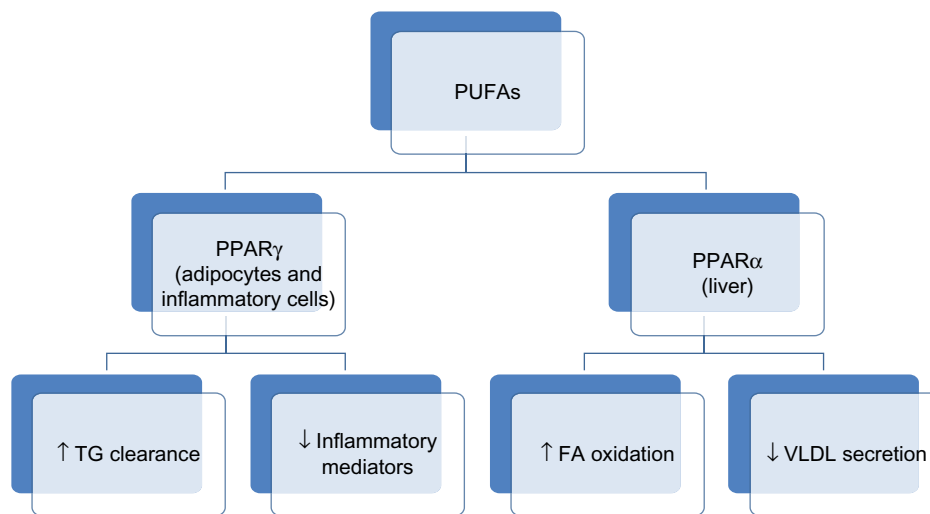 PUFAs
PPARγ
(adipocytes and
inflammatory cells)
PPARα
(liver)
↑ TG clearance
↓ Inflammatory
mediators
↑ FA oxidation
↓ VLDL secretion